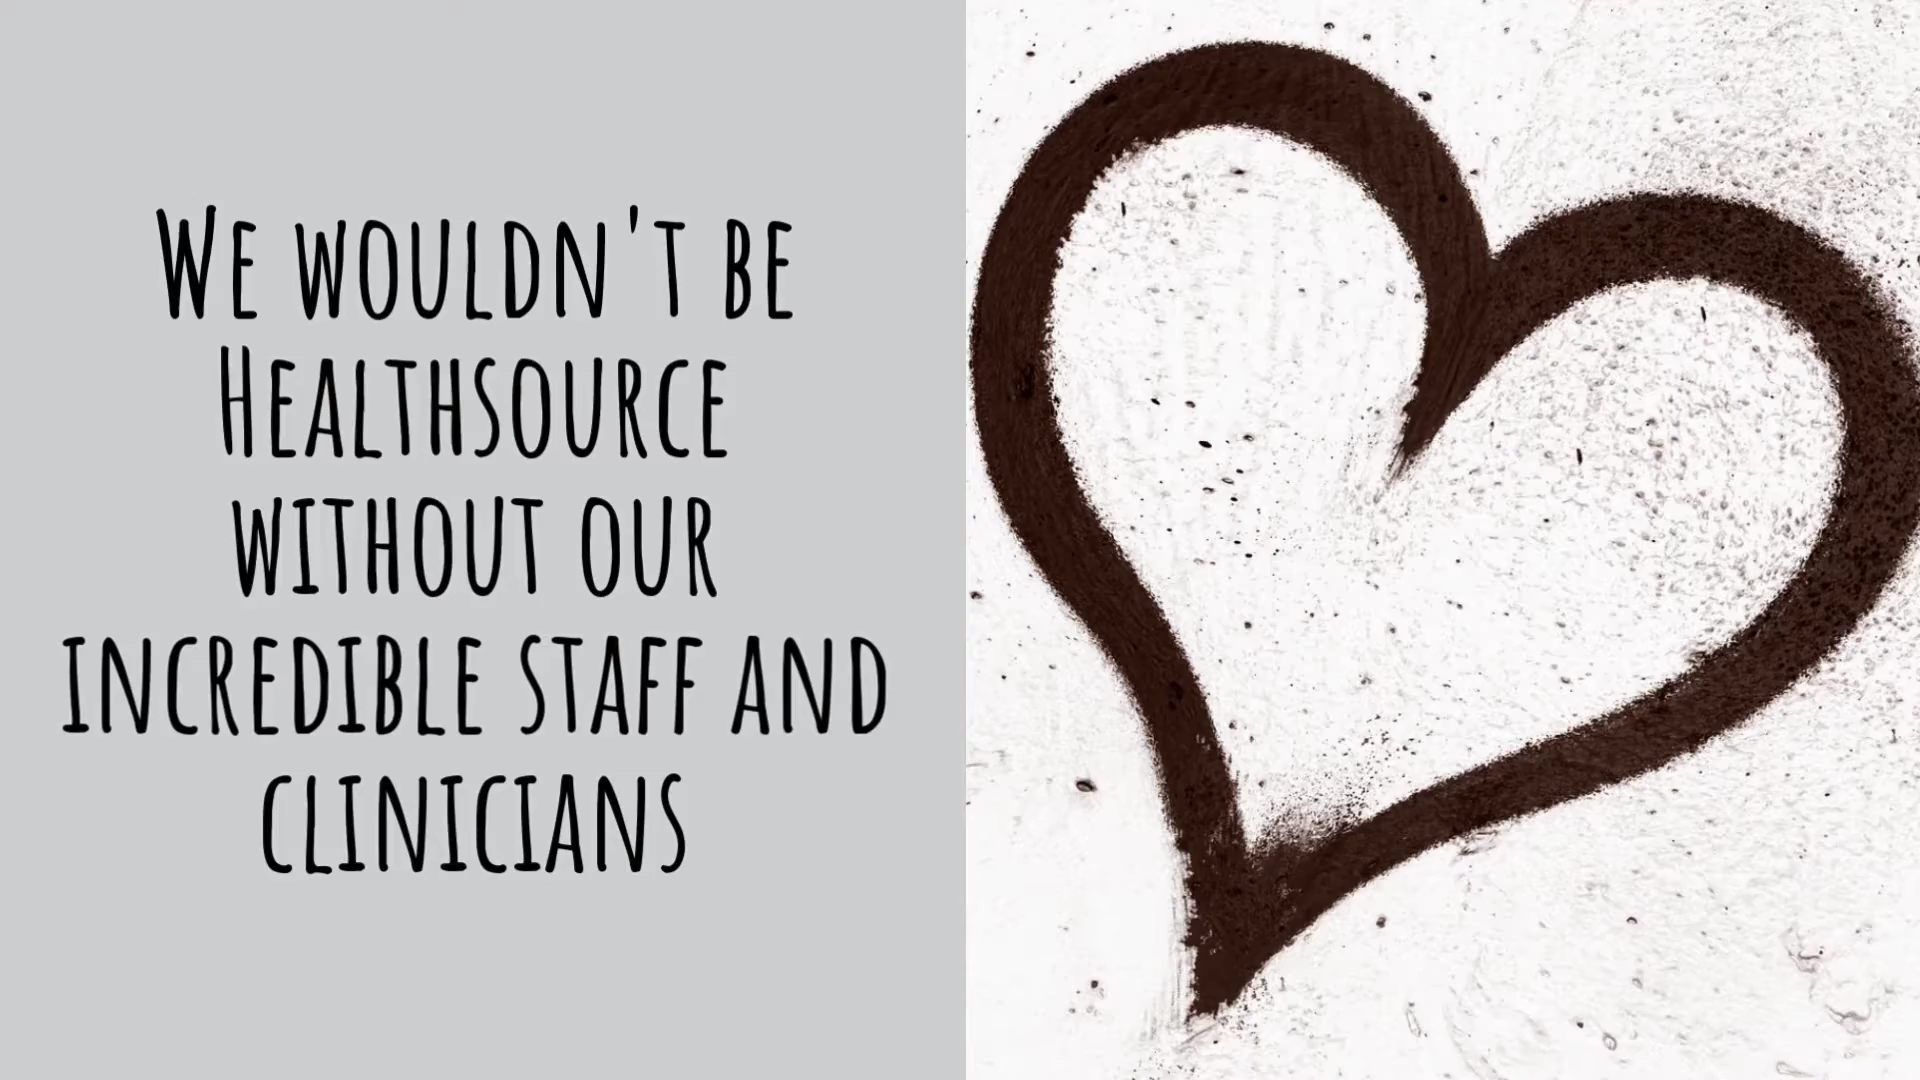 We wouldn't be
Healthsource
without our
incredible staff and
clinicians